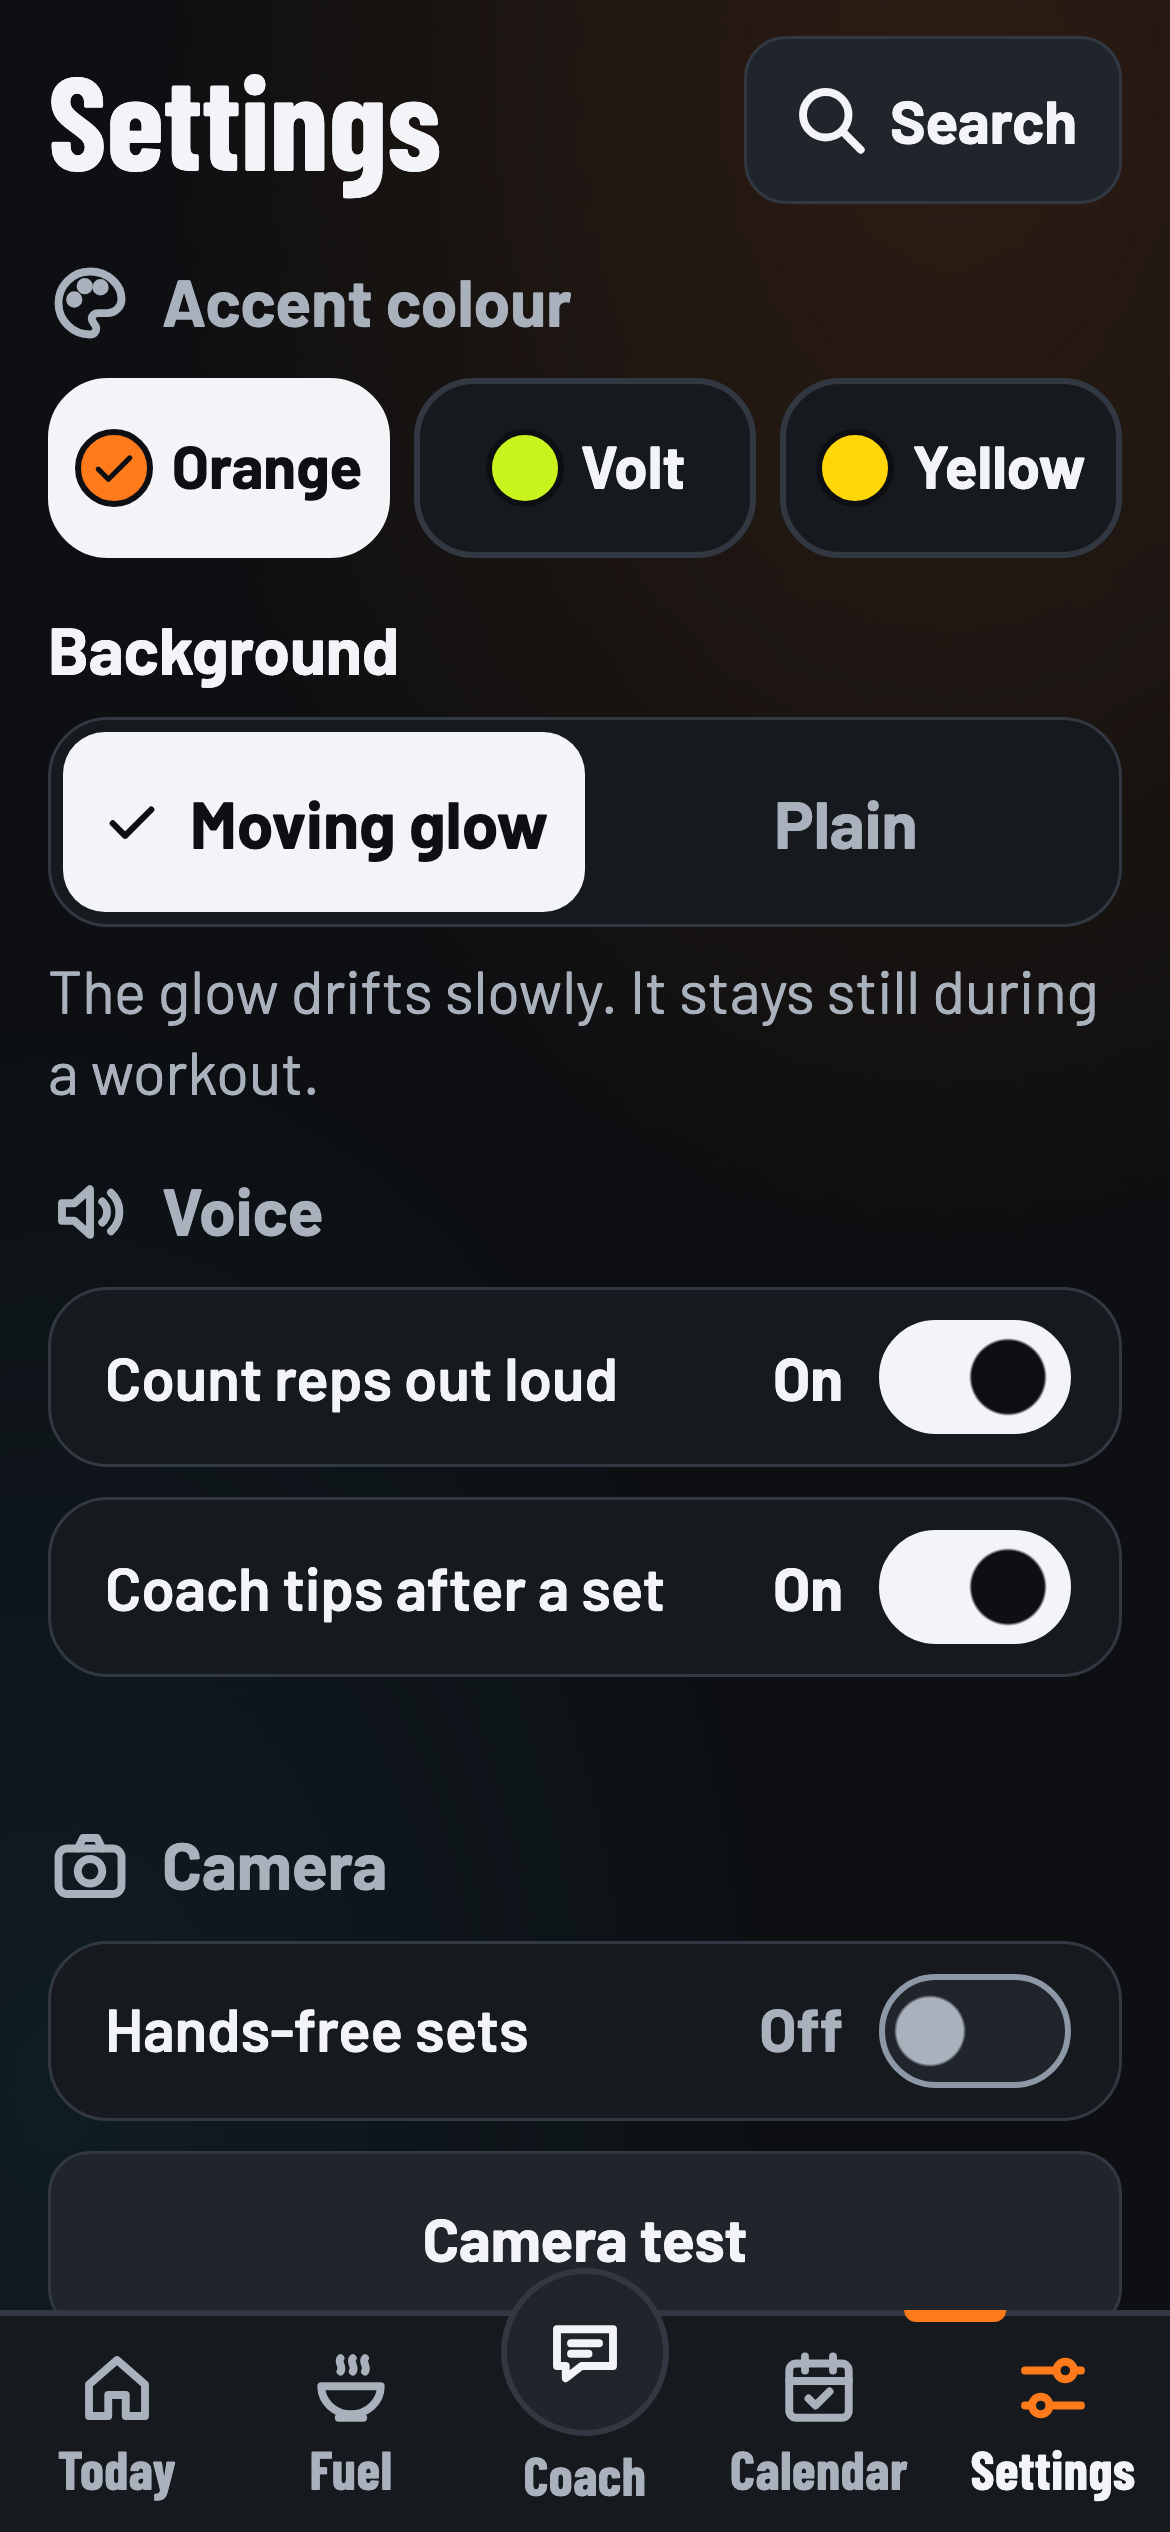 Settings
Search
Accent colour
Orange
Volt
Yellow
Background
Moving glow
Plain
The glow drifts slowly. It stays still during
a workout.
Voice
Count reps out loud
On
Coach tips after a set
On
Camera
Hands-free sets
Off
Camera test
Today
Fuel
Coach
Calendar
Settings